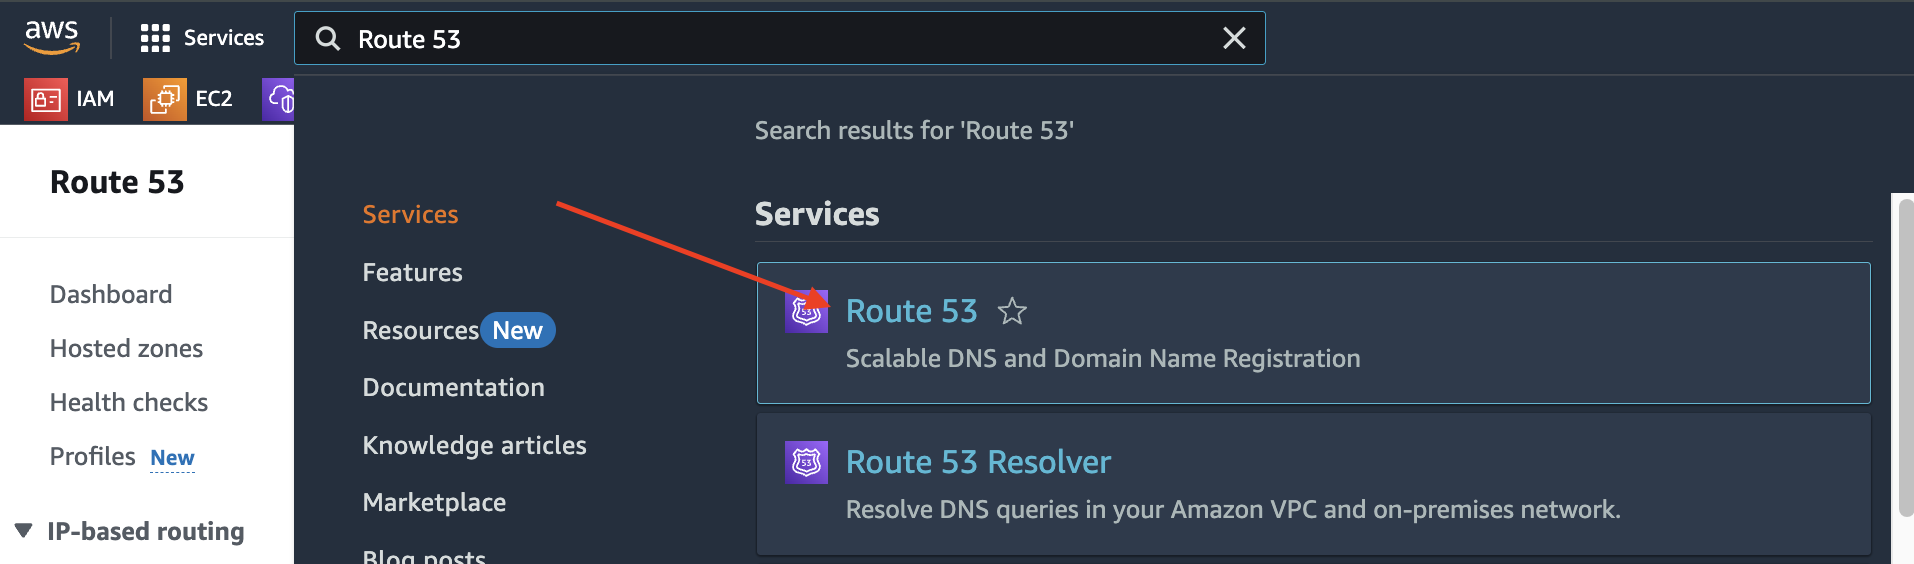 aws
Services
Route 53
IAM
EC2
Route 53
Dashboard
Hosted zones
Health checks
Profiles New
IP-based routing
Services
Features
Resources New
Documentation
Knowledge articles
Marketplace
Blog posts
Search results for 'Route 53'
Services
53
Route 53
Scalable DNS and Domain Name Registration
53
Route 53 Resolver
Resolve DNS queries in your Amazon VPC and on-premises network.